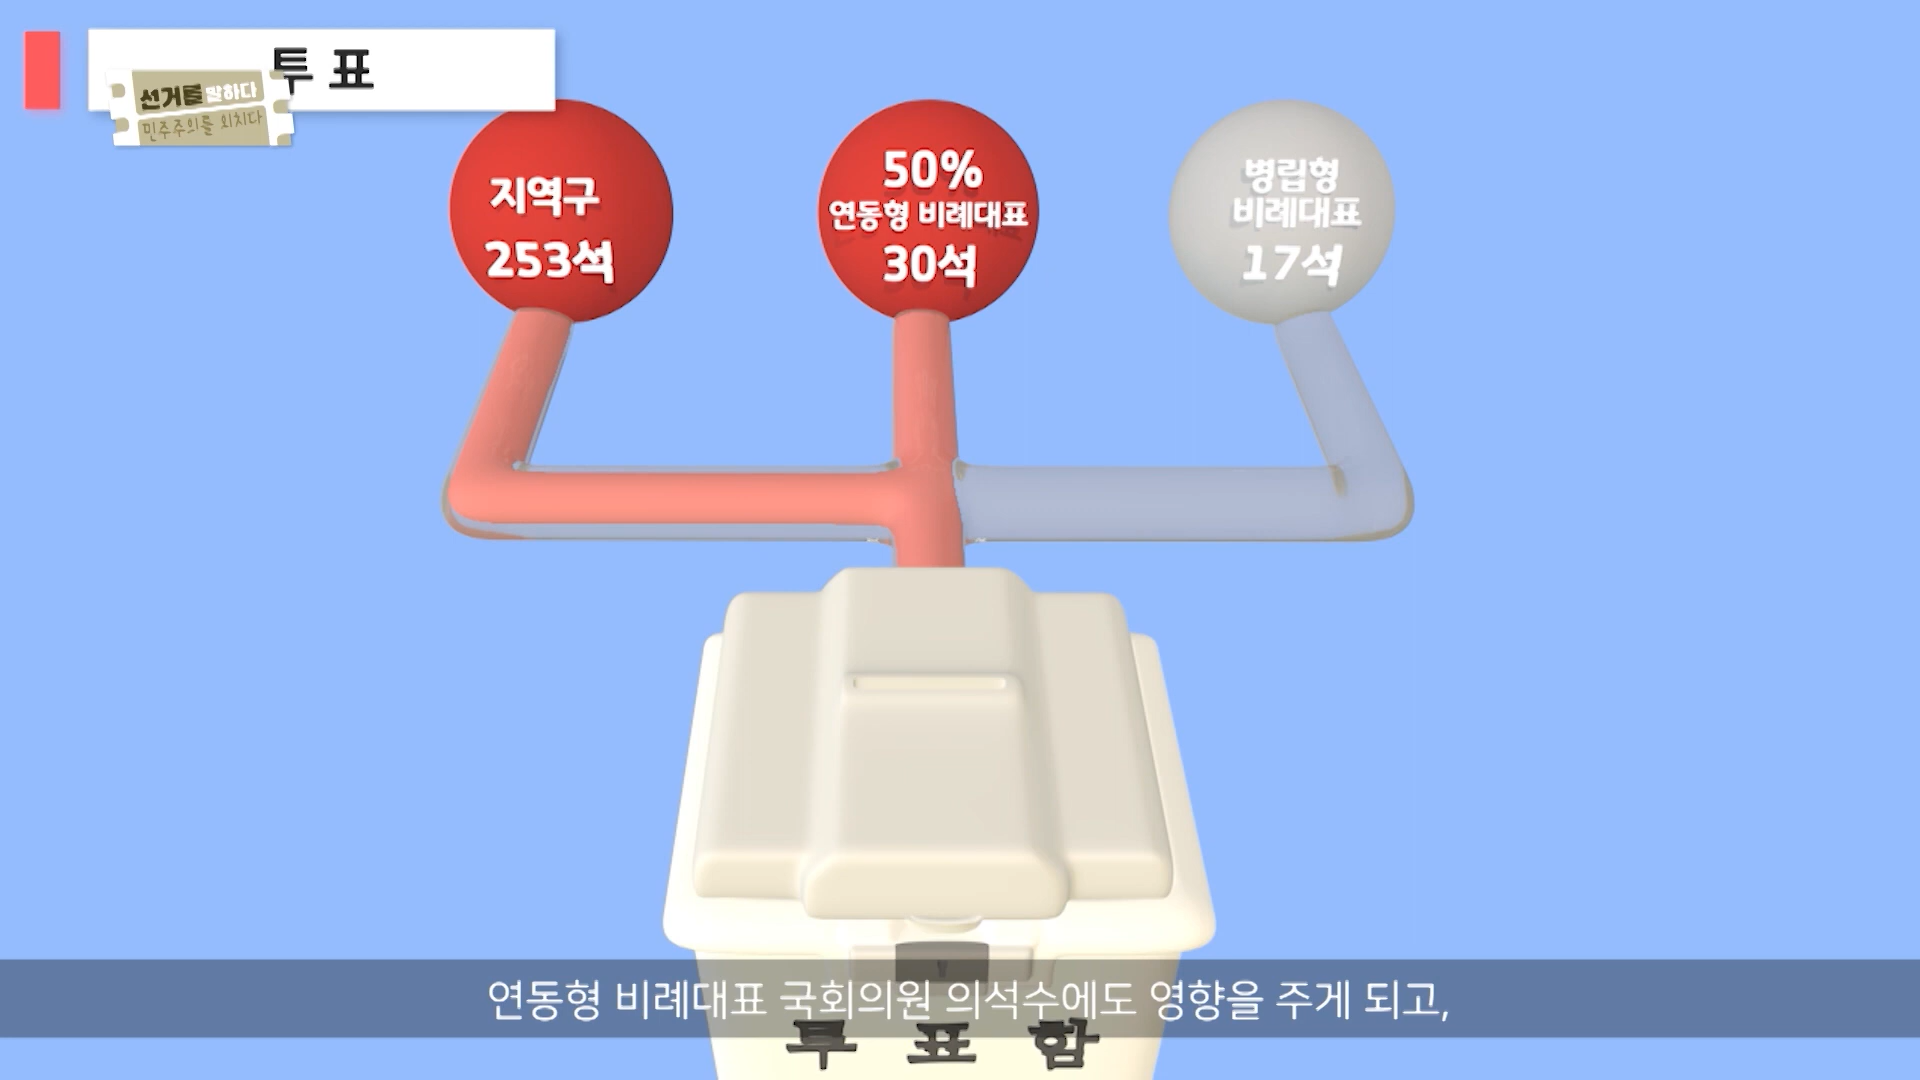 투표
선거를 말하다
민주주의를 외치다
지역구
253석
50%
연동형 비례대표
30석
병립형
비례대표
17석
연동형 비례대표 국회의원 의석수에도 영향을 주게 되고,
투표함